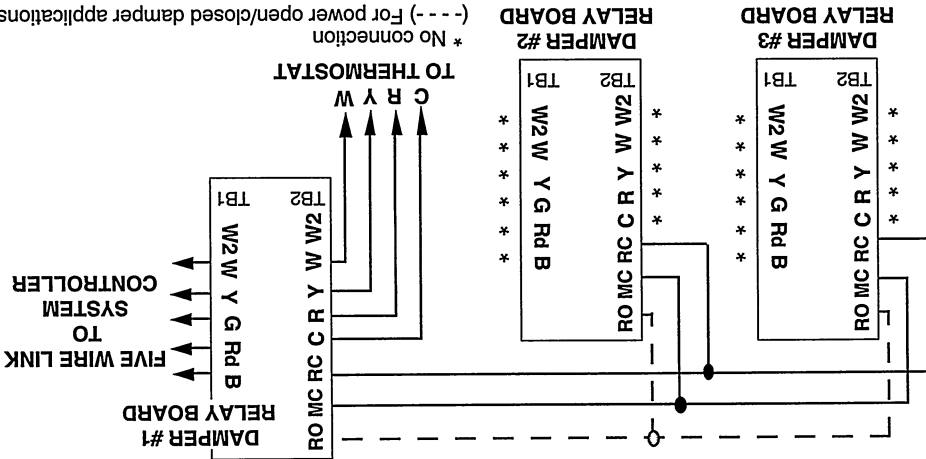 DAMPER #1
RELAY BOARD
RO MC RC C R Y W W2
TB2
B Rd G Y W W2
TB1
FIVE WIRE LINK
TO
SYSTEM
CONTROLLER
C R Y W
TO THERMOSTAT
RO MC RC C R Y W W2
* * * * *
TB2
B Rd G Y W W2
* * * * * *
TB1
DAMPER #3
RELAY BOARD
RO MC RC C R Y W W2
* * * * *
TB2
B Rd G Y W W2
* * * * * *
TB1
DAMPER #2
RELAY BOARD
* No connection
(- - - -) For power open/closed damper applications